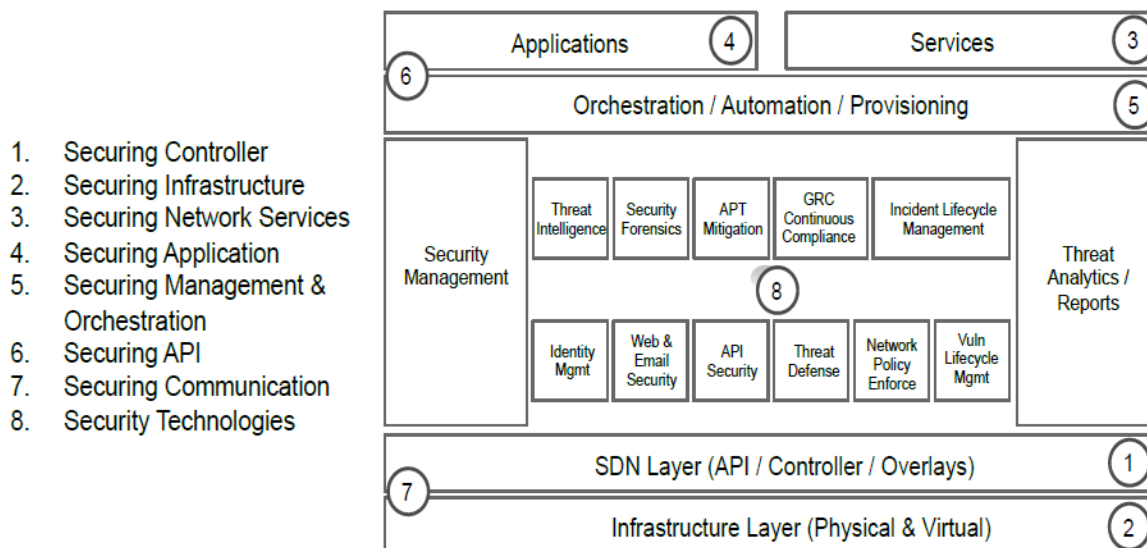 1. Securing Controller
2. Securing Infrastructure
3. Securing Network Services
4. Securing Application
5. Securing Management &
Orchestration
6. Securing API
7. Securing Communication
8. Security Technologies
Applications
4
Services
3
6
Orchestration / Automation / Provisioning
5
Security
Management
Threat
Intelligence
Security
Forensics
APT
Mitigation
GRC
Continuous
Compliance
Incident Lifecycle
Management
8
Identity
Mgmt
Web &
Email
Security
API
Security
Threat
Defense
Network
Policy
Enforce
Vuln
Lifecycle
Mgmt
Threat
Analytics /
Reports
SDN Layer (API / Controller / Overlays)
1
7
Infrastructure Layer (Physical & Virtual)
2